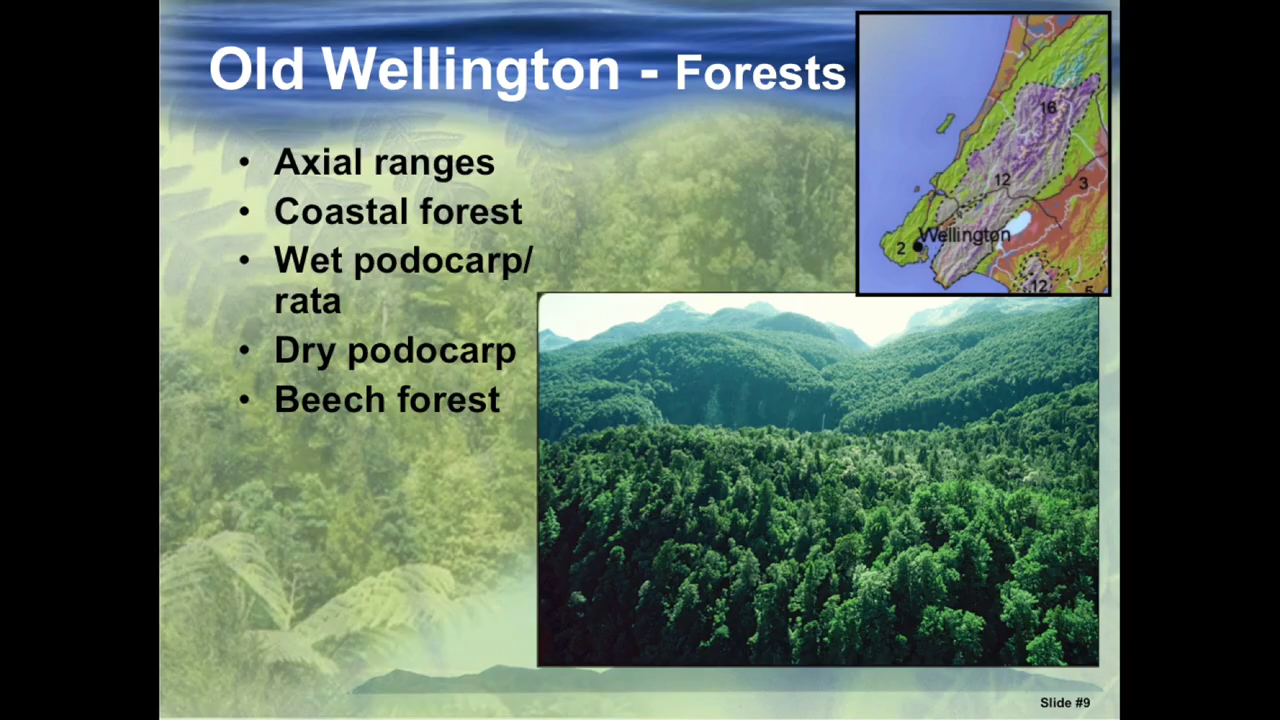 Old Wellington - Forests
• Axial ranges
• Coastal forest
• Wet podocarp/
rata
• Dry podocarp
• Beech forest
16
12
3
Wellington
2
12
5
Slide #9